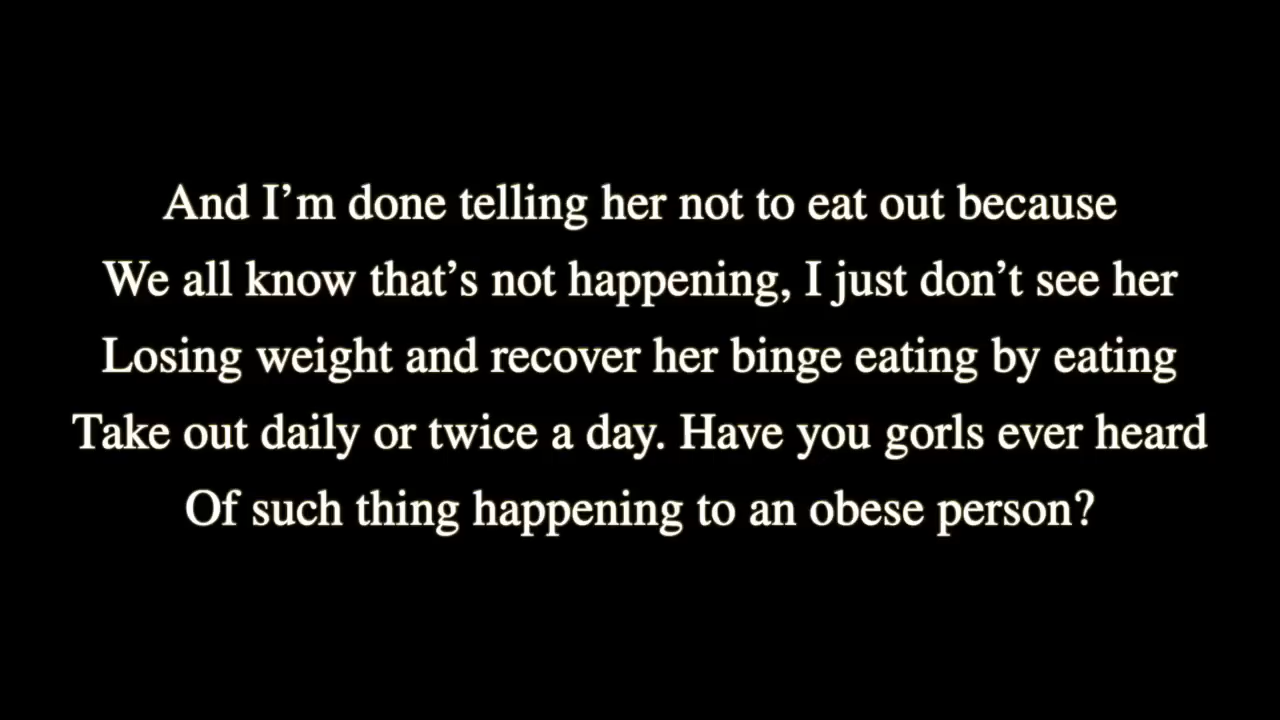 And I’m done telling her not to eat out because
We all know that’s not happening, I just don’t see her
Losing weight and recover her binge eating by eating
Take out daily or twice a day. Have you gorls ever heard
Of such thing happening to an obese person?